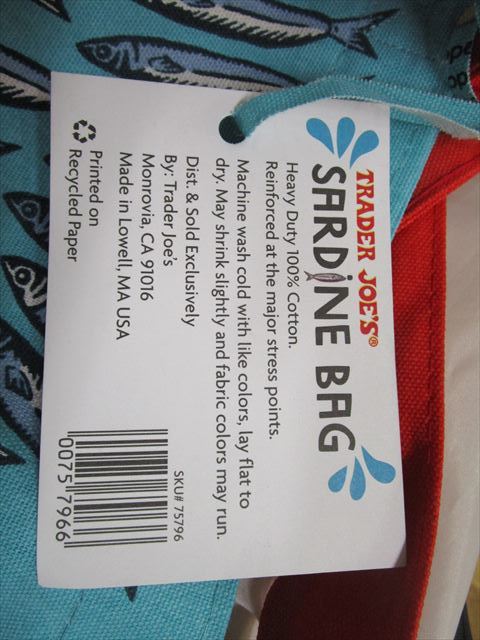 TRADER JOE'S®
SARDINE BAG
Heavy Duty 100% Cotton.
Reinforced at the major stress points.
Machine wash cold with like colors, lay flat to
dry. May shrink slightly and fabric colors may run.
Dist. & Sold Exclusively
By: Trader Joe's
Monrovia, CA 91016
Made in Lowell, MA USA
Printed on
Recycled Paper
SKU# 75796
00757966